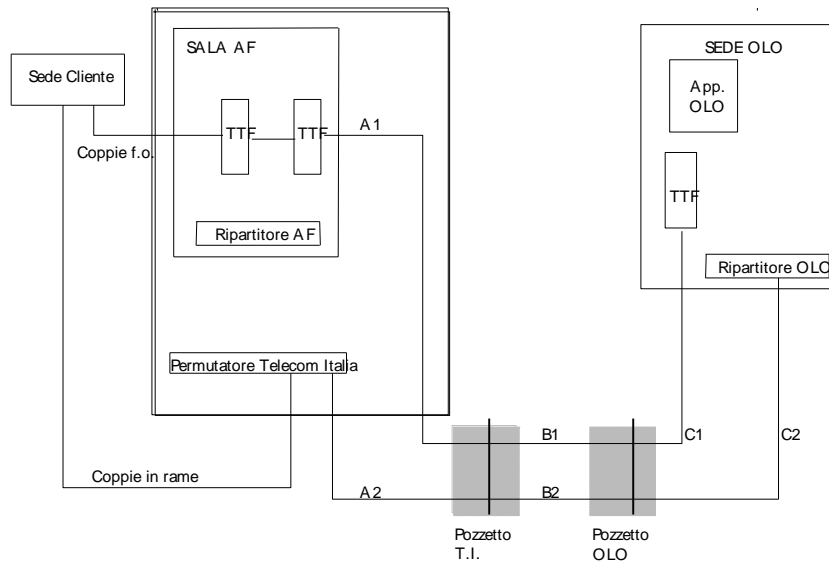 SALA AF
SEDE OLO
Sede Cliente
App.
OLO
TTF
TTF
A1
Coppie f.o.
TTF
Ripartitore AF
Ripartitore OLO
Permutatore Telecom Italia
B1
C1
C2
Coppie in rame
A2
B2
Pozzetto
T.I.
Pozzetto
OLO